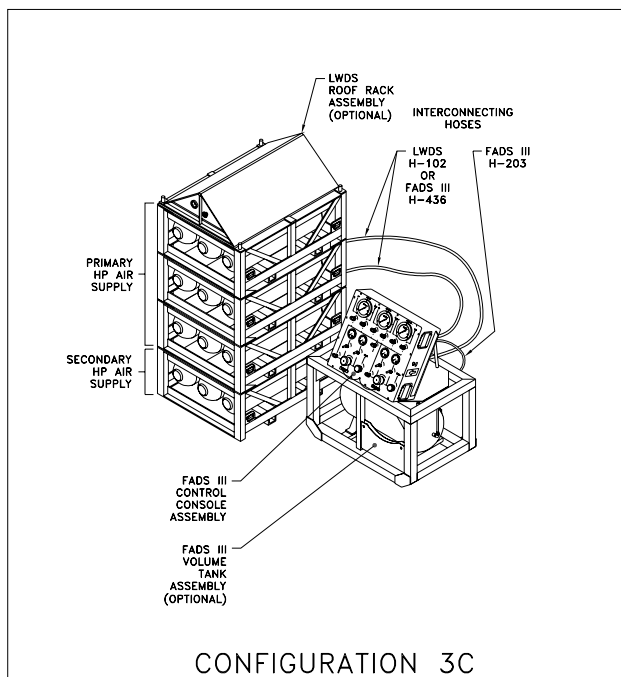 LWDS
ROOF RACK
ASSEMBLY
(OPTIONAL)
INTERCONNECTING
HOSES
LWDS
H-102
OR
FADS III
H-436
FADS III
H-203
PRIMARY
HP AIR
SUPPLY
SECONDARY
HP AIR
SUPPLY
FADS III
CONTROL
CONSOLE
ASSEMBLY
FADS III
VOLUME
TANK
ASSEMBLY
(OPTIONAL)
CONFIGURATION 3C